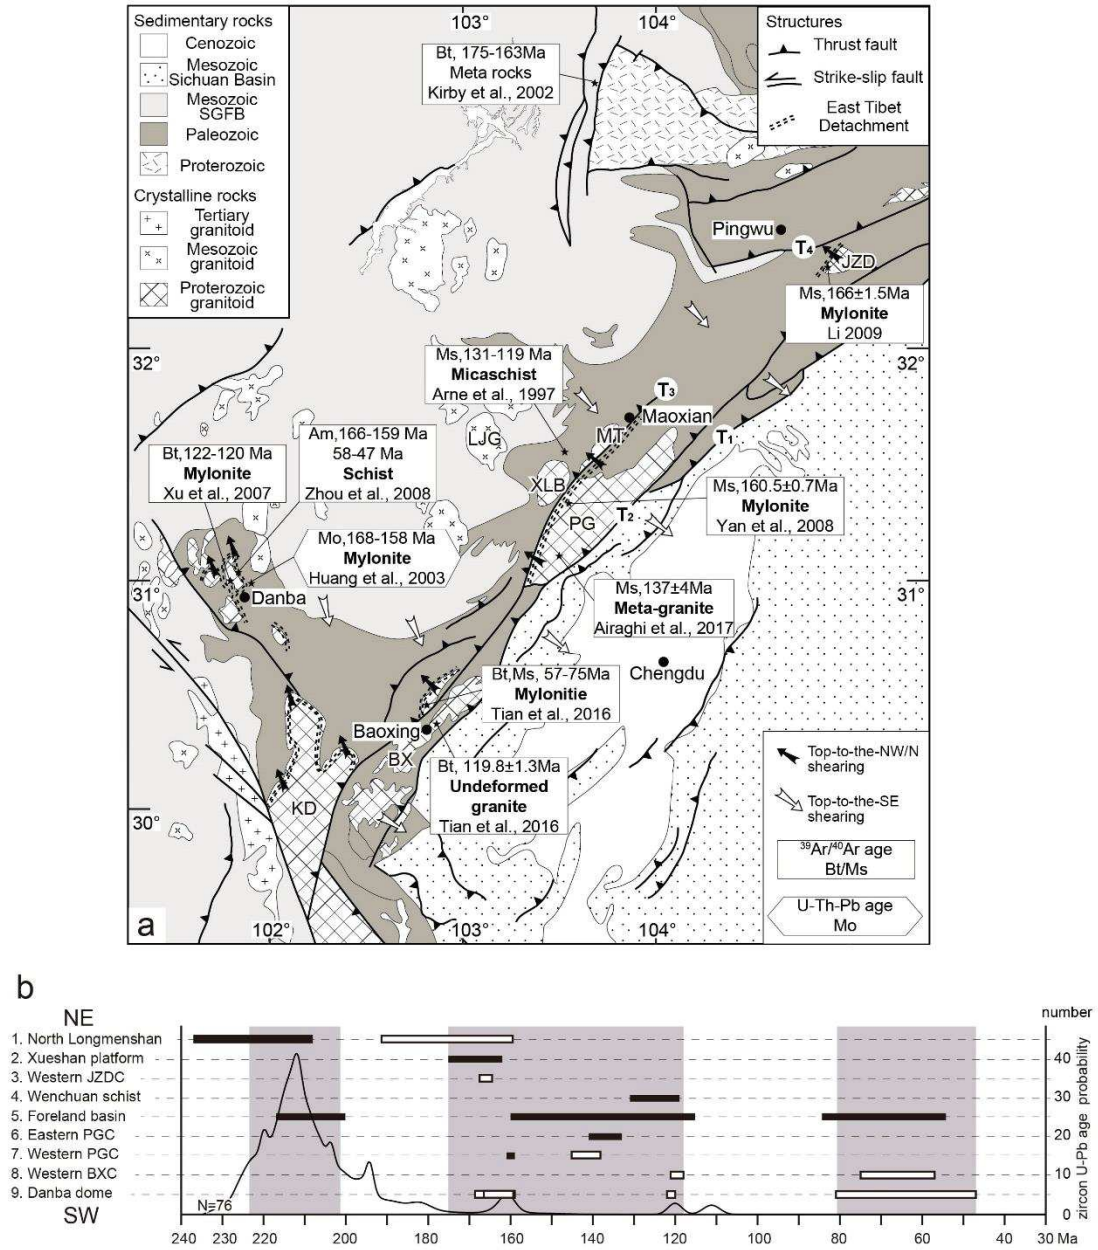 Sedimentary rocks
Cenozoic
Mesozoic
Sichuan Basin
Mesozoic
SGFB
Paleozoic
Proterozoic
Crystalline rocks
Tertiary
granitoid
Mesozoic
granitoid
Proterozoic
granitoid
103°
104°
Structures
Thrust fault
Strike-slip fault
East Tibet
Detachment
Bt, 175-163Ma
Meta rocks
Kirby et al., 2002
Pingwu
T4
JZD
Ms,166±1.5Ma
Mylonite
Li 2009
32°
32°
Ms,131-119 Ma
Micaschist
Arne et al., 1997
T3
Maoxian
LJG
MT
T1
Am,166-159 Ma
58-47 Ma
Schist
Zhou et al., 2008
Bt,122-120 Ma
Mylonite
Xu et al., 2007
XLB
PG
T2
Ms,160.5±0.7Ma
Mylonite
Yan et al., 2008
Mo,168-158 Ma
Mylonite
Huang et al., 2003
31°
31°
Danba
Ms,137±4Ma
Meta-granite
Airaghi et al., 2017
Chengdu
Bt,Ms, 57-75Ma
Mylonitie
Tian et al., 2016
Baoxing
BX
Bt, 119.8±1.3Ma
Undeformed
granite
Tian et al., 2016
KD
30°
Top-to-the-NW/N
shearing
Top-to-the-SE
shearing
39Ar/40Ar age
Bt/Ms
U-Th-Pb age
Mo
a
102°
103°
104°
b
NE
number
1. North Longmenshan
2. Xueshan platform
40
3. Western JZDC
4. Wenchuan schist
30
5. Foreland basin
6. Eastern PGC
20
7. Western PGC
8. Western BXC
10
9. Danba dome
0
SW
N=76
zircon U-Pb age probability
240 220 200 180 160 140 120 100 80 60 40 30 Ma